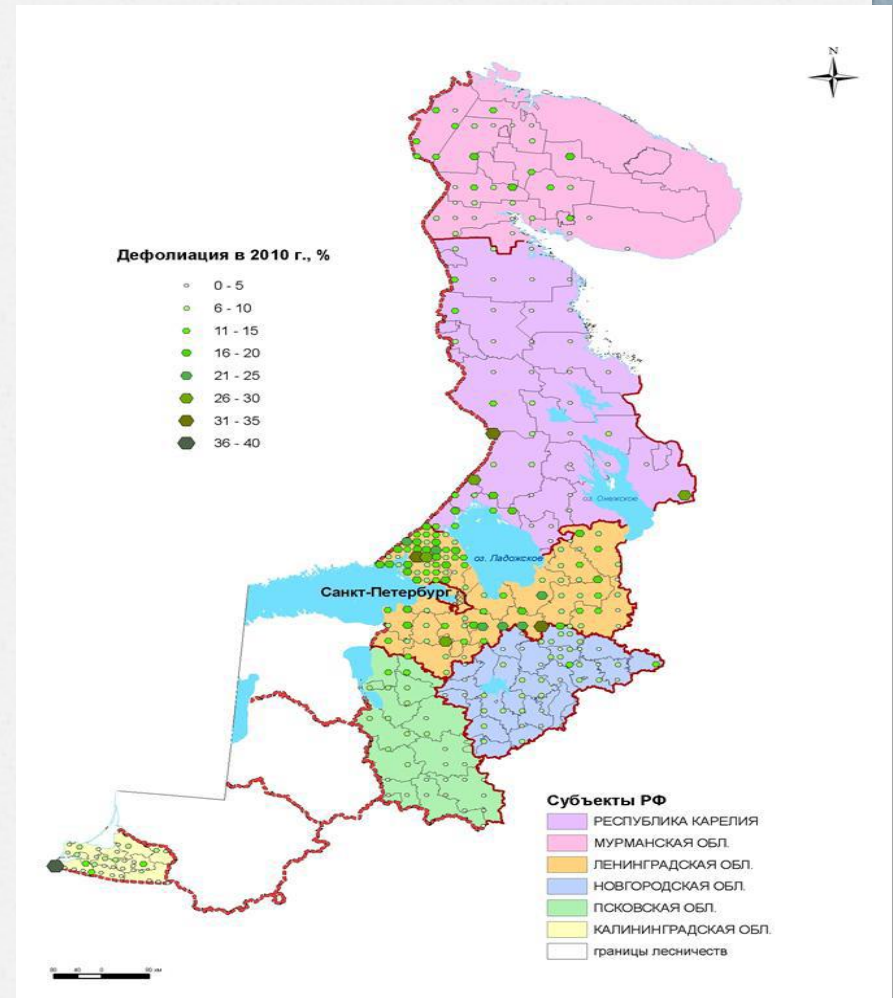 N
Дефолиация в 2010 г., %
0 - 5
6 - 10
11 - 15
16 - 20
21 - 25
26 - 30
31 - 35
36 - 40
оз. Онежское
оз. Ладожское
Санкт-Петербург
Субъекты РФ
РЕСПУБЛИКА КАРЕЛИЯ
МУРМАНСКАЯ ОБЛ.
ЛЕНИНГРАДСКАЯ ОБЛ.
НОВГОРОДСКАЯ ОБЛ.
ПСКОВСКАЯ ОБЛ.
КАЛИНИНГРАДСКАЯ ОБЛ.
границы лесничеств